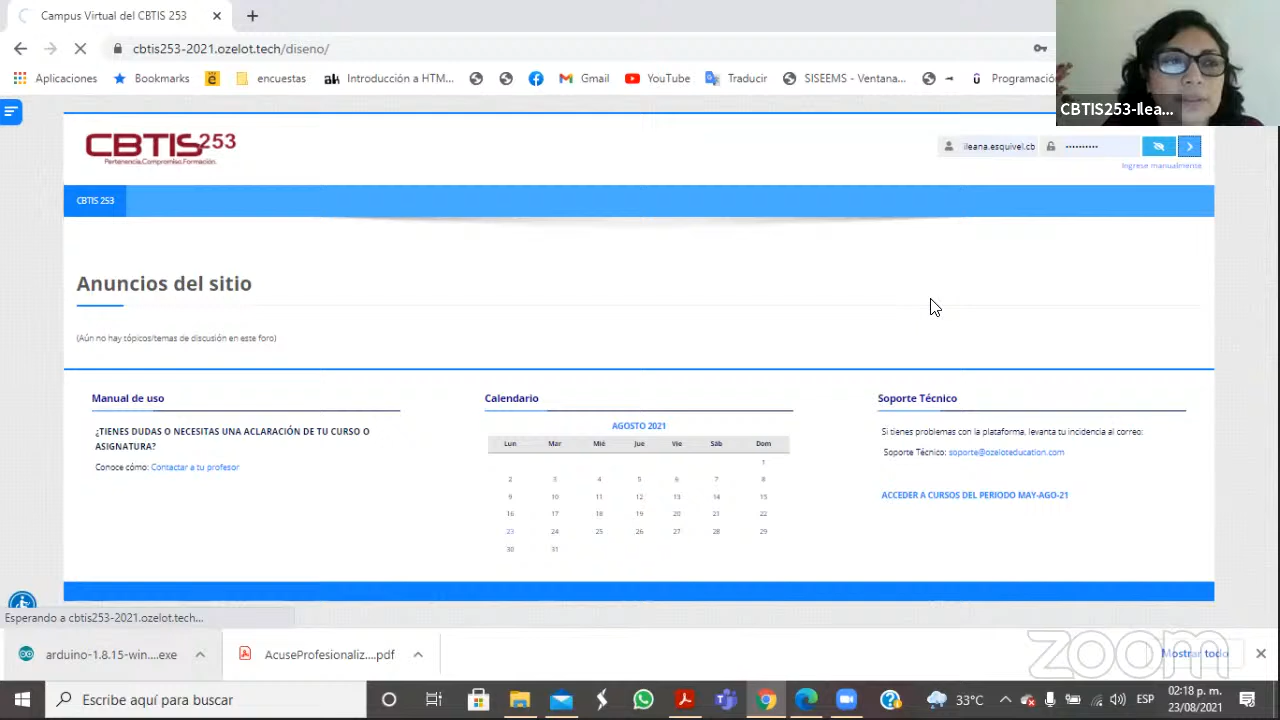 Campus Virtual del CBTIS 253
cbtis253-2021.ozelot.tech/diseno/
Aplicaciones Bookmarks encuestas Introducción a HTM... Gmail YouTube Traducir SISEEMS - Ventana... Programació
CBTIS253-Ilea...
CBTIS253
Pertenencia.Compromiso.Formación.
ileana.esquivel.cb ••••••••••
Ingrese manualmente
CBTIS 253
Anuncios del sitio
(Aún no hay tópicos/temas de discusión en este foro)
Manual de uso
¿TIENES DUDAS O NECESITAS UNA ACLARACIÓN DE TU CURSO O
ASIGNATURA?
Conoce cómo: Contactar a tu profesor
Calendario
AGOSTO 2021
Lun Mar Mié Jue Vie Sáb Dom
1
2 3 4 5 6 7 8
9 10 11 12 13 14 15
16 17 18 19 20 21 22
23 24 25 26 27 28 29
30 31
Soporte Técnico
Si tienes problemas con la plataforma, levanta tu incidencia al correo:
Soporte Técnico: soporte@ozeloteducation.com
ACCEDER A CURSOS DEL PERIODO MAY-AGO-21
Esperando a cbtis253-2021.ozelot.tech...
arduino-1.8.15-win....exe AcuseProfesionaliz....pdf Mostrar todo
zoom
Escribe aquí para buscar
33°C ESP 02:18 p. m.
23/08/2021